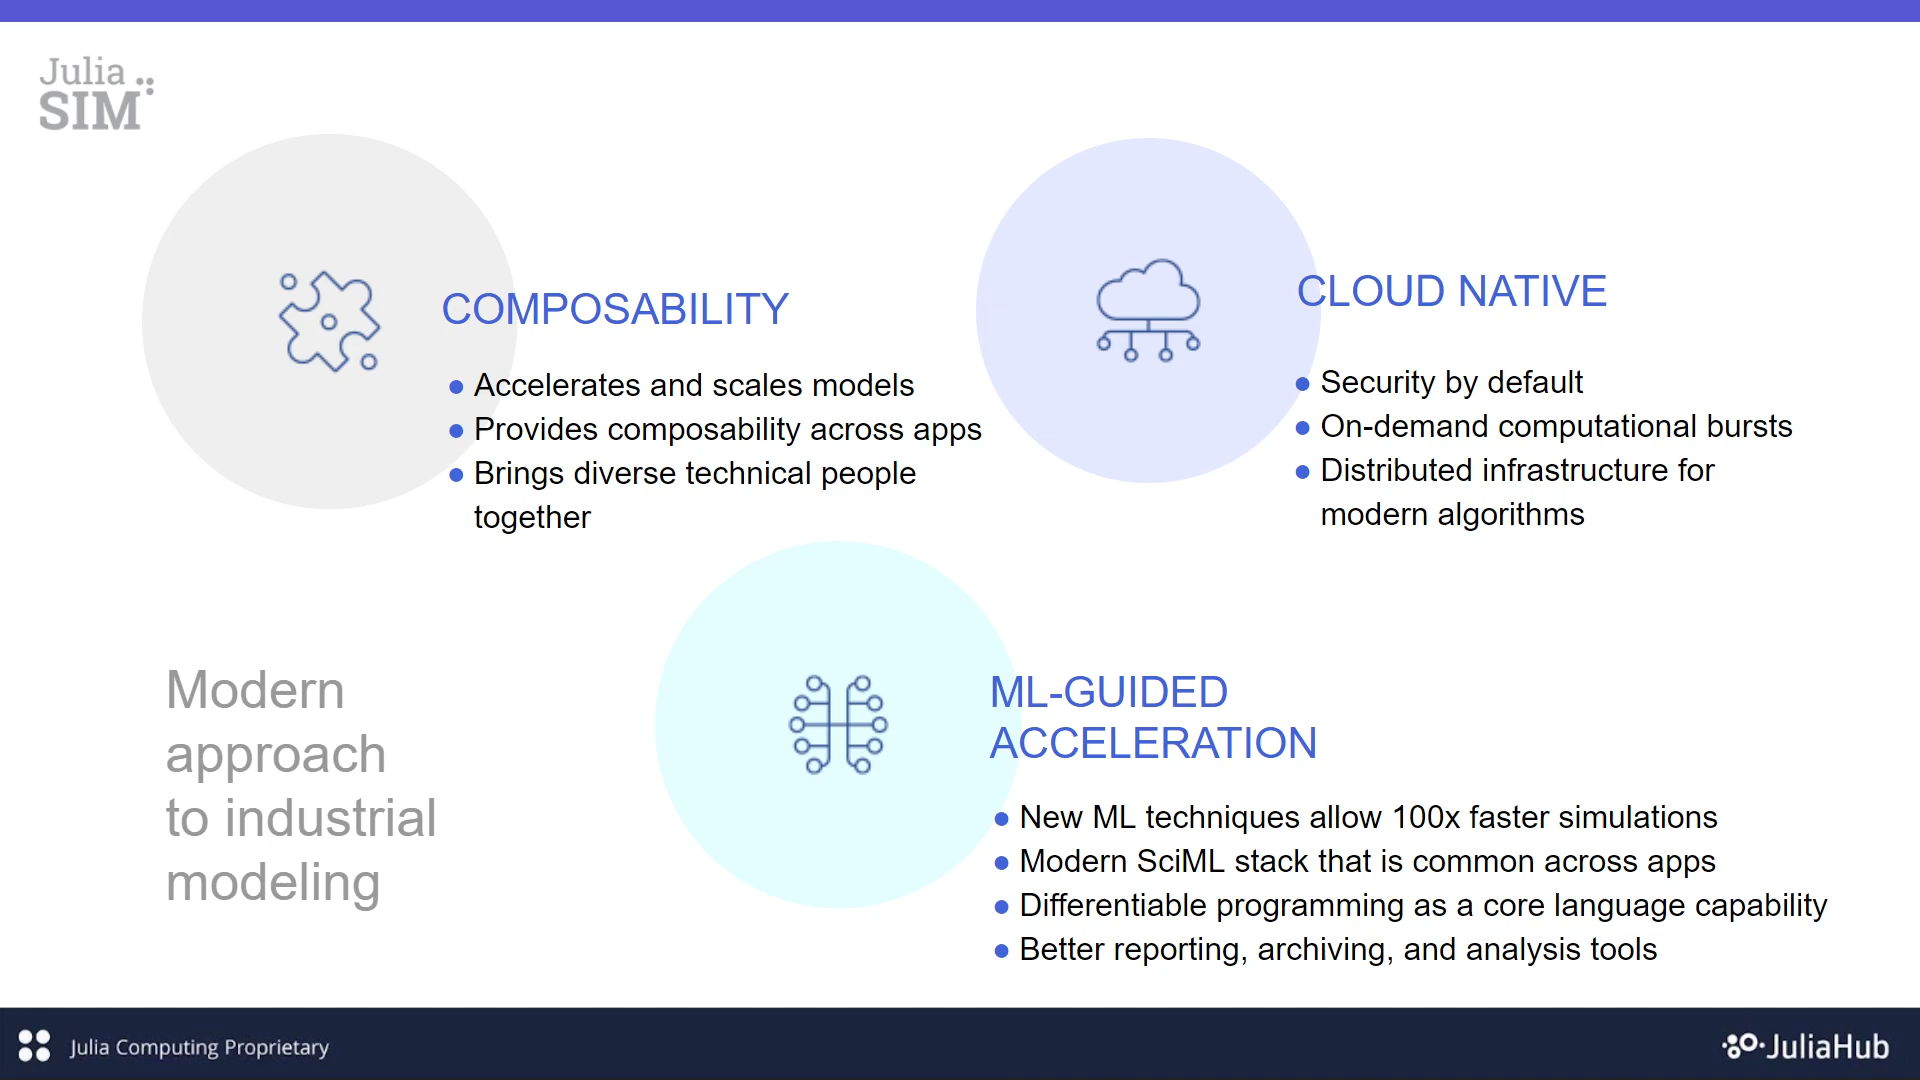 Julia
SIM
COMPOSABILITY
● Accelerates and scales models
● Provides composability across apps
● Brings diverse technical people
together
CLOUD NATIVE
● Security by default
● On-demand computational bursts
● Distributed infrastructure for
modern algorithms
Modern
approach
to industrial
modeling
ML-GUIDED
ACCELERATION
● New ML techniques allow 100x faster simulations
● Modern SciML stack that is common across apps
● Differentiable programming as a core language capability
● Better reporting, archiving, and analysis tools
Julia Computing Proprietary
JuliaHub